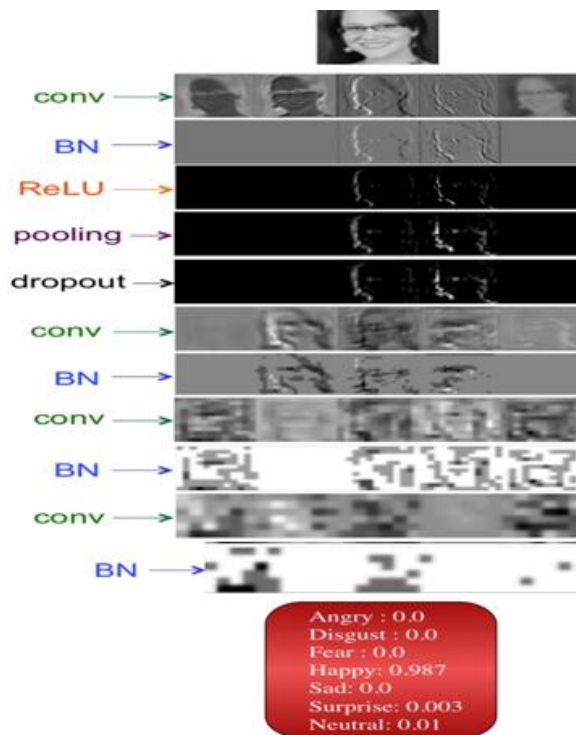 conv
BN
ReLU
pooling
dropout
conv
BN
conv
BN
conv
BN
Angry : 0.0
Disgust : 0.0
Fear : 0.0
Happy: 0.987
Sad: 0.0
Surprise: 0.003
Neutral: 0.01